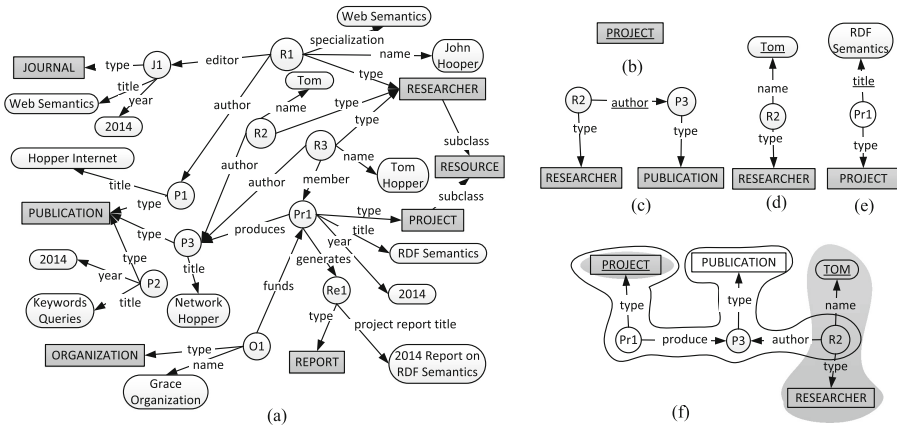 Web Semantics
specialization
R1
name
John
Hooper
JOURNAL
type
J1
editor
title
year
Web Semantics
2014
type
Tom
name
RESEARCHER
author
R2
type
type
R3
name
Tom
Hopper
subclass
RESOURCE
subclass
Hopper Internet
title
P1
type
author
author
member
PUBLICATION
type
P3
produces
Pr1
type
PROJECT
title
RDF Semantics
year
2014
2014
year
type
title
P2
title
Keywords
Queries
Network
Hopper
funds
generates
Re1
type
project report title
REPORT
2014 Report on
RDF Semantics
ORGANIZATION
type
O1
name
Grace
Organization
(a)
PROJECT
(b)
R2
author
P3
type
type
RESEARCHER
PUBLICATION
(c)
Tom
name
R2
type
RESEARCHER
(d)
RDF
Semantics
title
Pr1
type
PROJECT
(e)
PROJECT
PUBLICATION
TOM
type
type
name
Pr1
produce
P3
author
R2
type
RESEARCHER
(f)